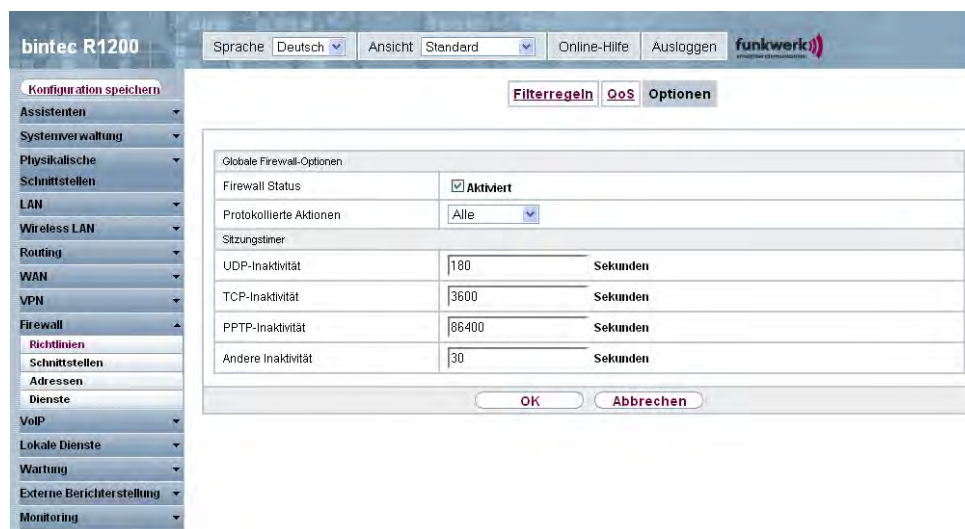 bintec R1200
Sprache Deutsch Ansicht Standard Online-Hilfe Ausloggen funkwerk
Konfiguration speichern
Filterregeln QoS Optionen
Assistenten
Systemverwaltung
Physikalische
Schnittstellen
LAN
Wireless LAN
Routing
WAN
VPN
Firewall
Richtlinien
Schnittstellen
Adressen
Dienste
VoIP
Lokale Dienste
Wartung
Externe Berichterstellung
Monitoring
Globale Firewall-Optionen
Firewall Status Aktiviert
Protokollierte Aktionen Alle
Sitzungstimer
UDP-Inaktivität 180 Sekunden
TCP-Inaktivität 3600 Sekunden
PPTP-Inaktivität 86400 Sekunden
Andere Inaktivität 30 Sekunden
OK Abbrechen